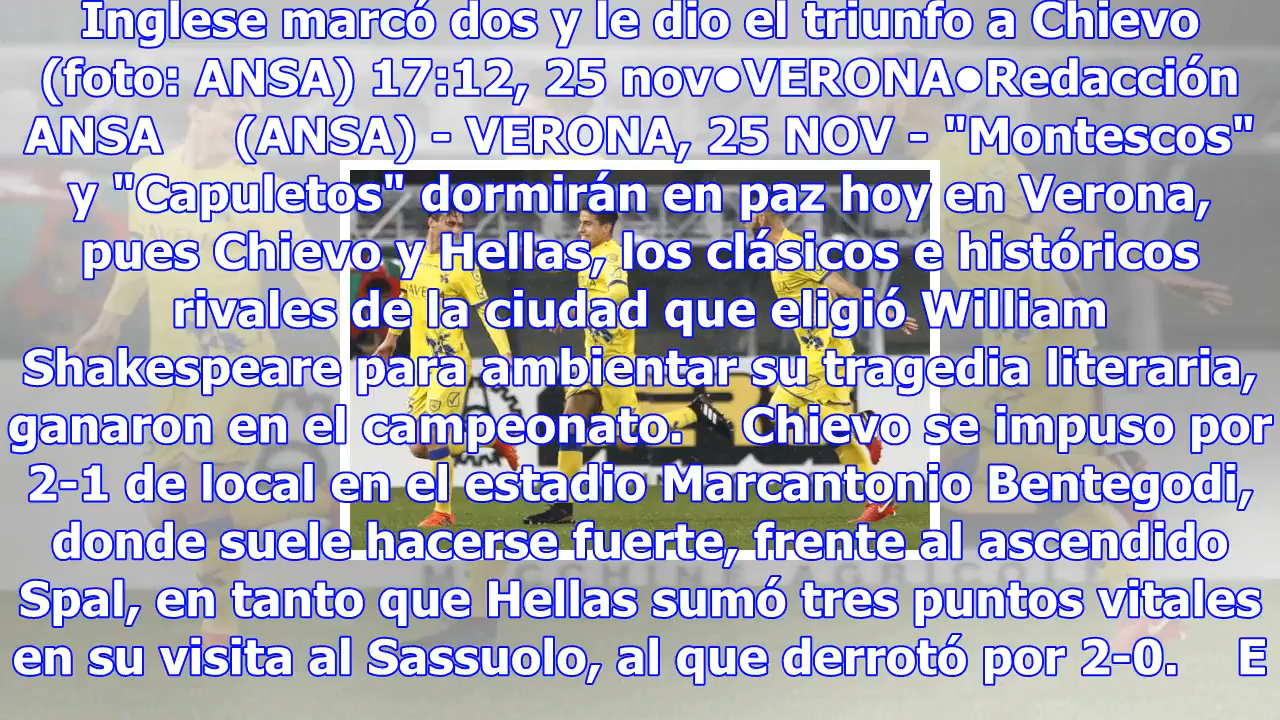 Inglese marcó dos y le dio el triunfo a Chievo
(foto: ANSA) 17:12, 25 nov•VERONA•Redacción
ANSA (ANSA) - VERONA, 25 NOV - "Montescos"
y "Capuletos" dormirán en paz hoy en Verona,
pues Chievo y Hellas, los clásicos e históricos
rivales de la ciudad que eligió William
Shakespeare para ambientar su tragedia literaria,
ganaron en el campeonato. Chievo se impuso por
2-1 de local en el estadio Marcantonio Bentegodi,
donde suele hacerse fuerte, frente al ascendido
Spal, en tanto que Hellas sumó tres puntos vitales
en su visita al Sassuolo, al que derrotó por 2-0. E